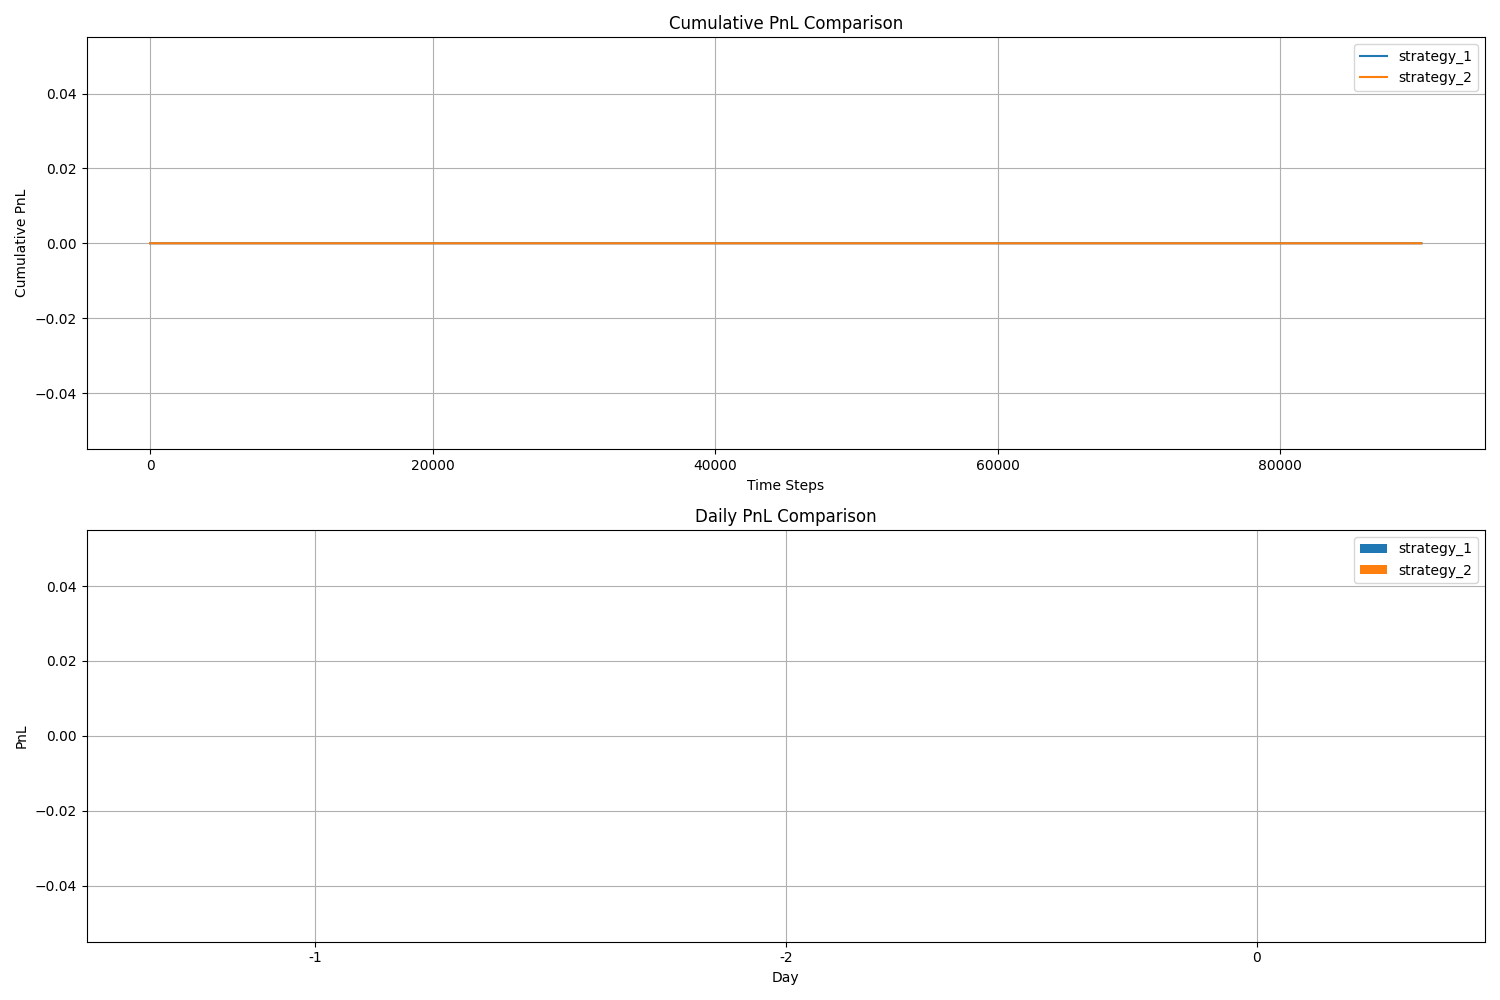 Cumulative PnL Comparison
strategy_1
strategy_2
0.04
0.02
0.00
−0.02
−0.04
Cumulative PnL
0 20000 40000 60000 80000
Time Steps
Daily PnL Comparison
strategy_1
strategy_2
0.04
0.02
0.00
−0.02
−0.04
PnL
-1 -2 0
Day